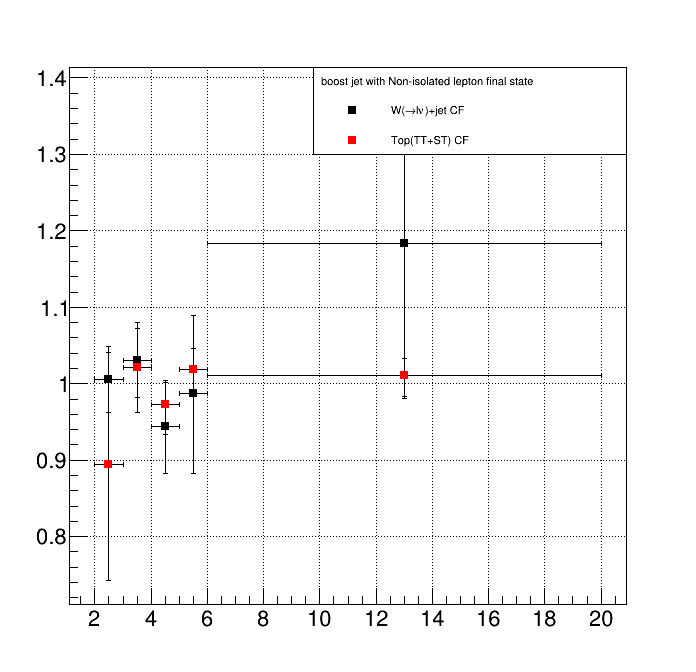 1.4
boost jet with Non-isolated lepton final state
W(→lν)+jet CF
Top(TT+ST) CF
1.3
1.2
1.1
1
0.9
0.8
2 4 6 8 10 12 14 16 18 20